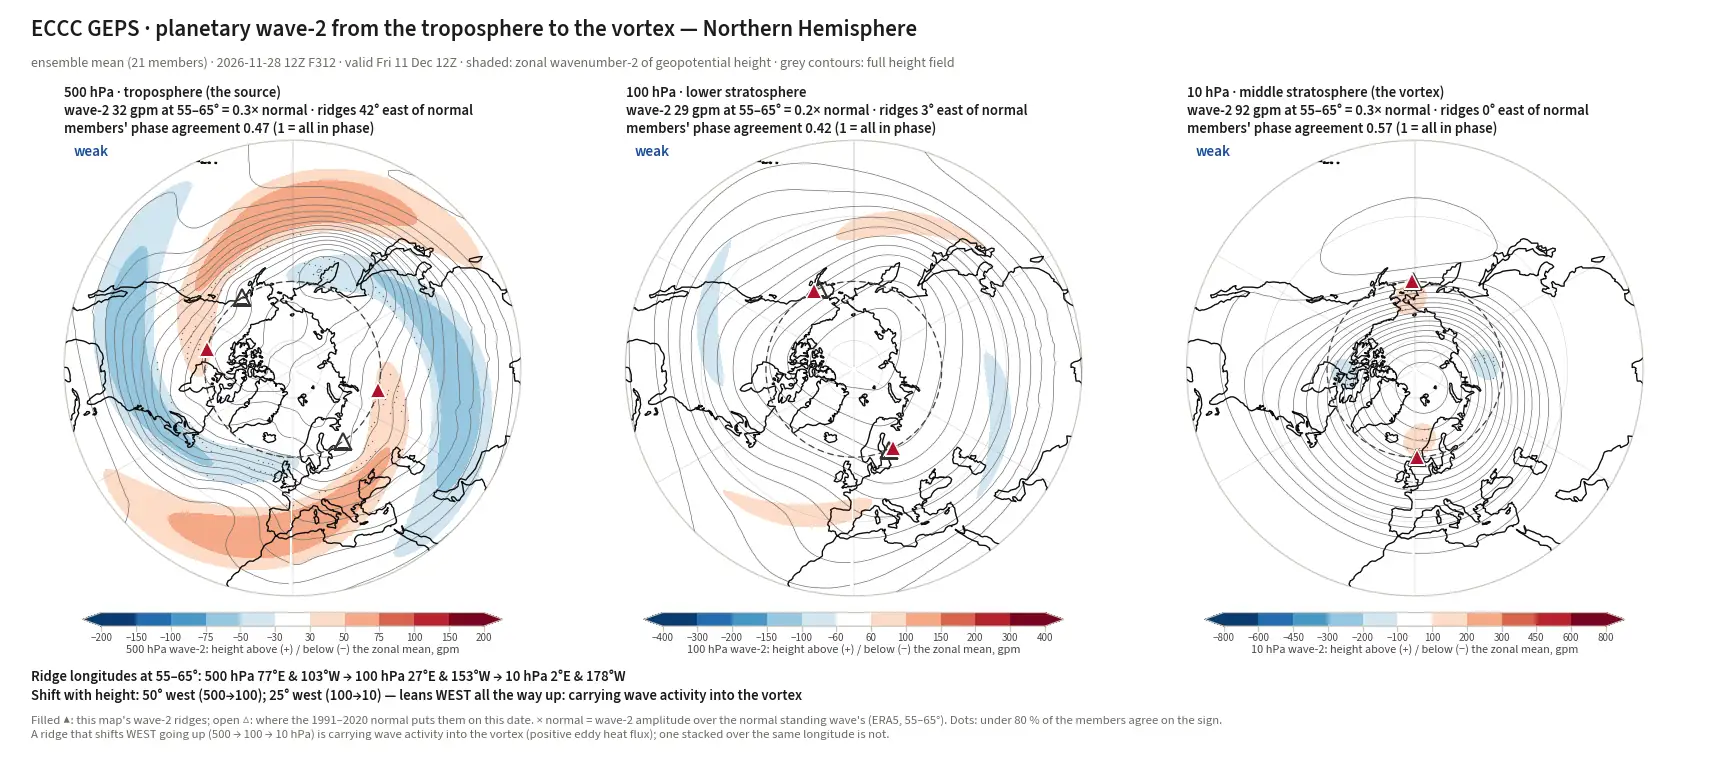 ECCC GEPS · planetary wave-2 from the troposphere to the vortex — Northern Hemisphere
ensemble mean (21 members) · 2026-11-28 12Z F312 · valid Fri 11 Dec 12Z · shaded: zonal wavenumber-2 of geopotential height · grey contours: full height field
500 hPa · troposphere (the source)
wave-2 32 gpm at 55–65° = 0.3× normal · ridges 42° east of normal
members' phase agreement 0.47 (1 = all in phase)
weak
100 hPa · lower stratosphere
wave-2 29 gpm at 55–65° = 0.2× normal · ridges 3° east of normal
members' phase agreement 0.42 (1 = all in phase)
weak
10 hPa · middle stratosphere (the vortex)
wave-2 92 gpm at 55–65° = 0.3× normal · ridges 0° east of normal
members' phase agreement 0.57 (1 = all in phase)
weak
−200 −150 −100 −75 −50 −30 30 50 75 100 150 200
500 hPa wave-2: height above (+) / below (−) the zonal mean, gpm
−400 −300 −200 −150 −100 −60 60 100 150 200 300 400
100 hPa wave-2: height above (+) / below (−) the zonal mean, gpm
−800 −600 −450 −300 −200 −100 100 200 300 450 600 800
10 hPa wave-2: height above (+) / below (−) the zonal mean, gpm
Ridge longitudes at 55–65°: 500 hPa 77°E & 103°W → 100 hPa 27°E & 153°W → 10 hPa 2°E & 178°W
Shift with height: 50° west (500→100); 25° west (100→10) — leans WEST all the way up: carrying wave activity into the vortex
Filled ▲: this map's wave-2 ridges; open △: where the 1991–2020 normal puts them on this date. × normal = wave-2 amplitude over the normal standing wave's (ERA5, 55–65°). Dots: under 80 % of the members agree on the sign.
A ridge that shifts WEST going up (500 → 100 → 10 hPa) is carrying wave activity into the vortex (positive eddy heat flux); one stacked over the same longitude is not.